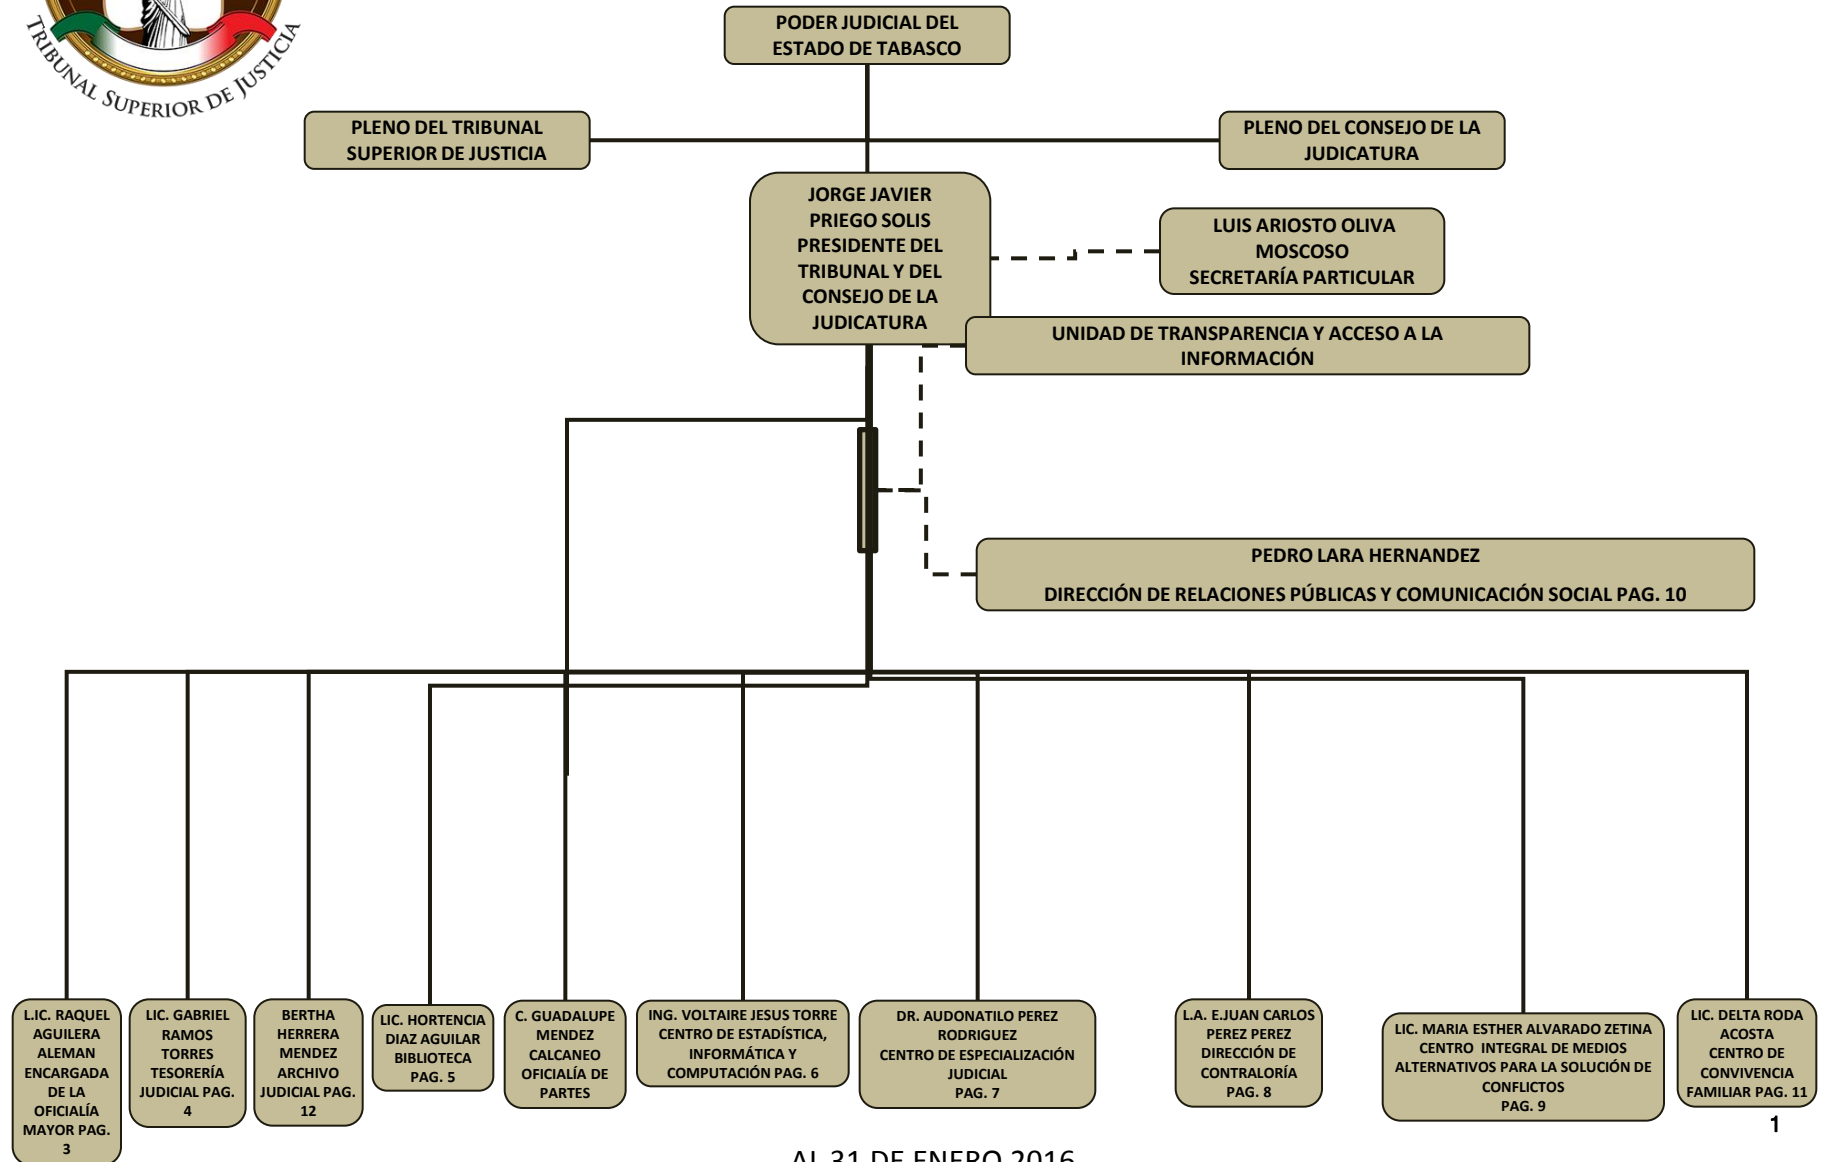 TRIBUNAL SUPERIOR DE JUSTICIA
PODER JUDICIAL DEL
ESTADO DE TABASCO
PLENO DEL TRIBUNAL
SUPERIOR DE JUSTICIA
PLENO DEL CONSEJO DE LA
JUDICATURA
JORGE JAVIER
PRIEGO SOLIS
PRESIDENTE DEL
TRIBUNAL Y DEL
CONSEJO DE LA
JUDICATURA
LUIS ARIOSTO OLIVA
MOSCOSO
SECRETARÍA PARTICULAR
UNIDAD DE TRANSPARENCIA Y ACCESO A LA
INFORMACIÓN
PEDRO LARA HERNANDEZ
DIRECCIÓN DE RELACIONES PÚBLICAS Y COMUNICACIÓN SOCIAL PAG. 10
L.IC. RAQUEL
AGUILERA
ALEMAN
ENCARGADA
DE LA
OFICIALÍA
MAYOR PAG.
3
LIC. GABRIEL
RAMOS
TORRES
TESORERÍA
JUDICIAL PAG.
4
BERTHA
HERRERA
MENDEZ
ARCHIVO
JUDICIAL PAG.
12
LIC. HORTENCIA
DIAZ AGUILAR
BIBLIOTECA
PAG. 5
C. GUADALUPE
MENDEZ
CALCANEO
OFICIALÍA DE
PARTES
ING. VOLTAIRE JESUS TORRE
CENTRO DE ESTADÍSTICA,
INFORMÁTICA Y
COMPUTACIÓN PAG. 6
DR. AUDONATILO PEREZ
RODRIGUEZ
CENTRO DE ESPECIALIZACIÓN
JUDICIAL
PAG. 7
L.A. E.JUAN CARLOS
PEREZ PEREZ
DIRECCIÓN DE
CONTRALORÍA
PAG. 8
LIC. MARIA ESTHER ALVARADO ZETINA
CENTRO INTEGRAL DE MEDIOS
ALTERNATIVOS PARA LA SOLUCIÓN DE
CONFLICTOS
PAG. 9
LIC. DELTA RODA
ACOSTA
CENTRO DE
CONVIVENCIA
FAMILIAR PAG. 11
1
AL 31 DE ENERO 2016